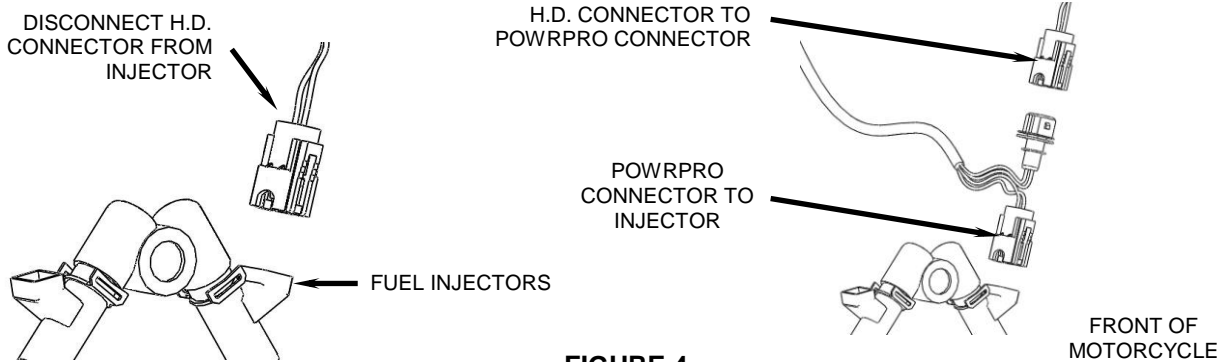 DISCONNECT H.D.
CONNECTOR FROM
INJECTOR
FUEL INJECTORS
H.D. CONNECTOR TO
POWRPRO CONNECTOR
POWRPRO
CONNECTOR TO
INJECTOR
FRONT OF
MOTORCYCLE
FIGURE 4